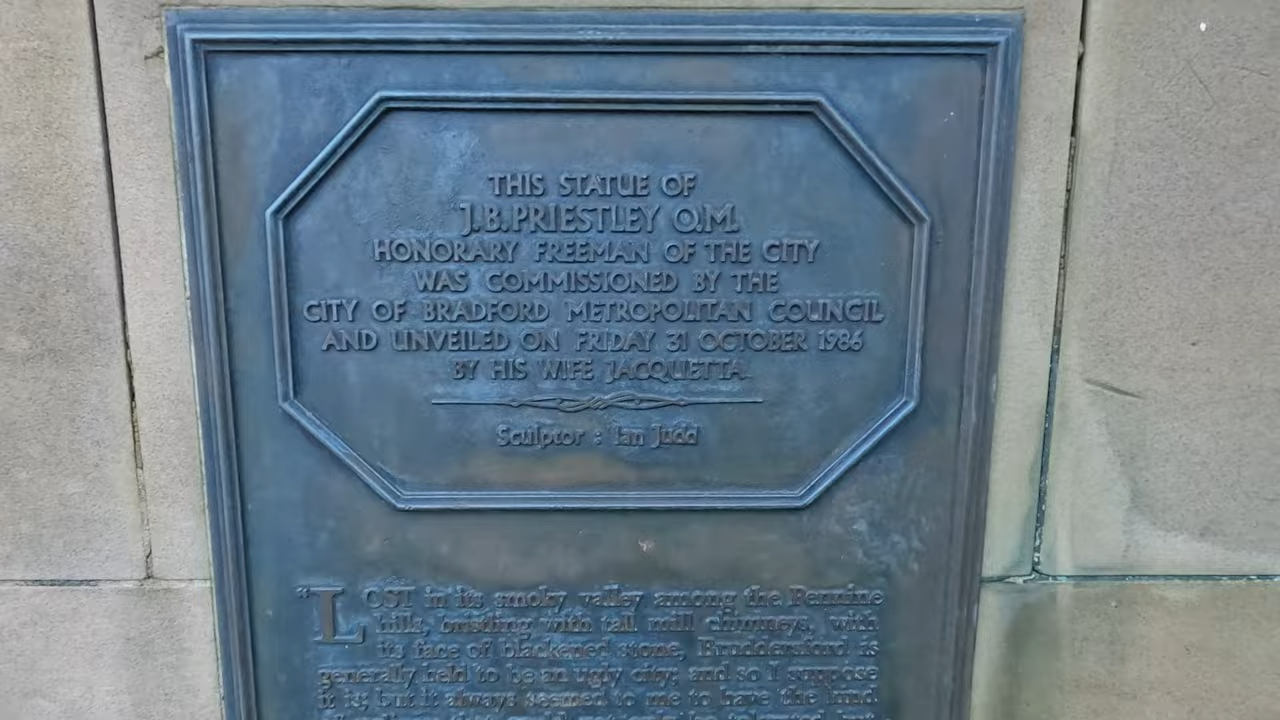 THIS STATUE OF
J.B. PRIESTLEY O.M.
HONORARY FREEMAN OF THE CITY
WAS COMMISSIONED BY THE
CITY OF BRADFORD METROPOLITAN COUNCIL
AND UNVEILED ON FRIDAY 31 OCTOBER 1986
BY HIS WIFE JACQUETTA.
Sculptor : Ian Judd
"LOST in its smoky valley among the Pennine
hills, bristling with tall mill chimneys, with
its face of blackened stone, Bruddersford is
generally held to be an ugly city; and so I suppose
it is; but it always seemed to me to have the kind